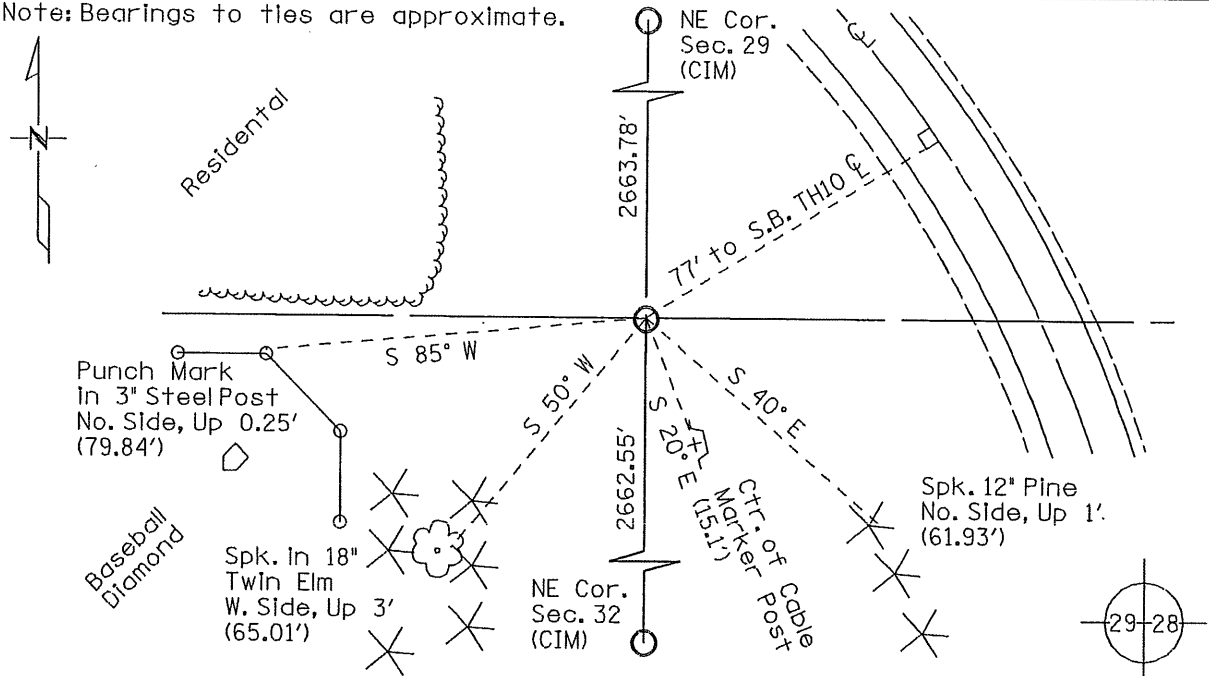 Note: Bearings to ties are approximate.
N
Residental
NE Cor.
Sec. 29
(CIM)
2663.78'
℄
77' to S.B. TH10 ℄
S 85° W
Punch Mark
in 3" Steel Post
No. Side, Up 0.25'
(79.84')
S 50° W
S 20° E (15.1')
Ctr. of Cable
Marker Post
S 40° E
2662.55'
Spk. 12" Pine
No. Side, Up 1'.
(61.93')
Baseball
Diamond
Spk. in 18"
Twin Elm
W. Side, Up 3'
(65.01')
NE Cor.
Sec. 32
(CIM)
29 28